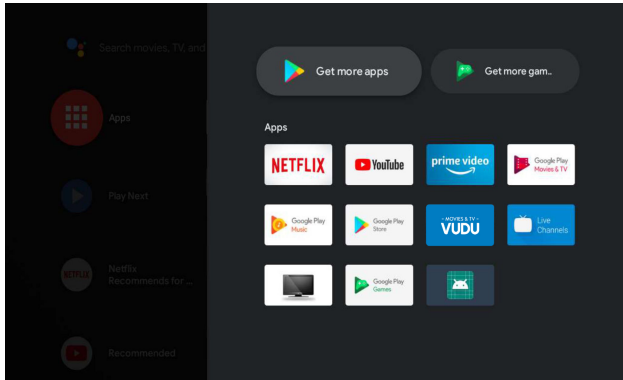 Search movies, TV, and
Get more apps
Get more gam..
Apps
Play Next
NETFLIX
Netflix
Recommends for ...
Recommended
Apps
NETFLIX
YouTube
prime video
Google Play
Movies & TV
Google Play
Music
Google Play
Store
- MOVIES & TV -
VUDU
Live
Channels
Google Play
Games